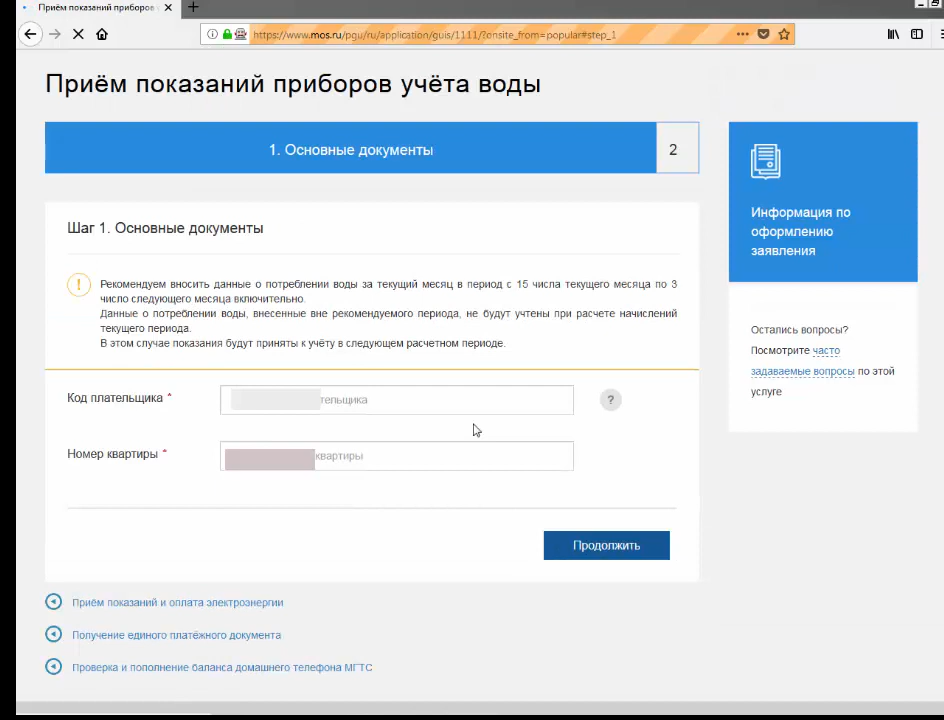 Приём показаний приборов
https://www.mos.ru/pgu/ru/application/guis/1111/?onsite_from=popular#step_1
Приём показаний приборов учёта воды
1. Основные документы
2
Шаг 1. Основные документы
!
Рекомендуем вносить данные о потреблении воды за текущий месяц в период с 15 числа текущего месяца по 3
число следующего месяца включительно.
Данные о потреблении воды, внесенные вне рекомендуемого периода, не будут учтены при расчете начислений
текущего периода.
В этом случае показания будут приняты к учёту в следующем расчетном периоде.
Код плательщика *
тельщика
?
Номер квартиры *
квартиры
Продолжить
Приём показаний и оплата электроэнергии
Получение единого платёжного документа
Проверка и пополнение баланса домашнего телефона МГТС
Информация по
оформлению
заявления
Остались вопросы?
Посмотрите часто
задаваемые вопросы по этой
услуге